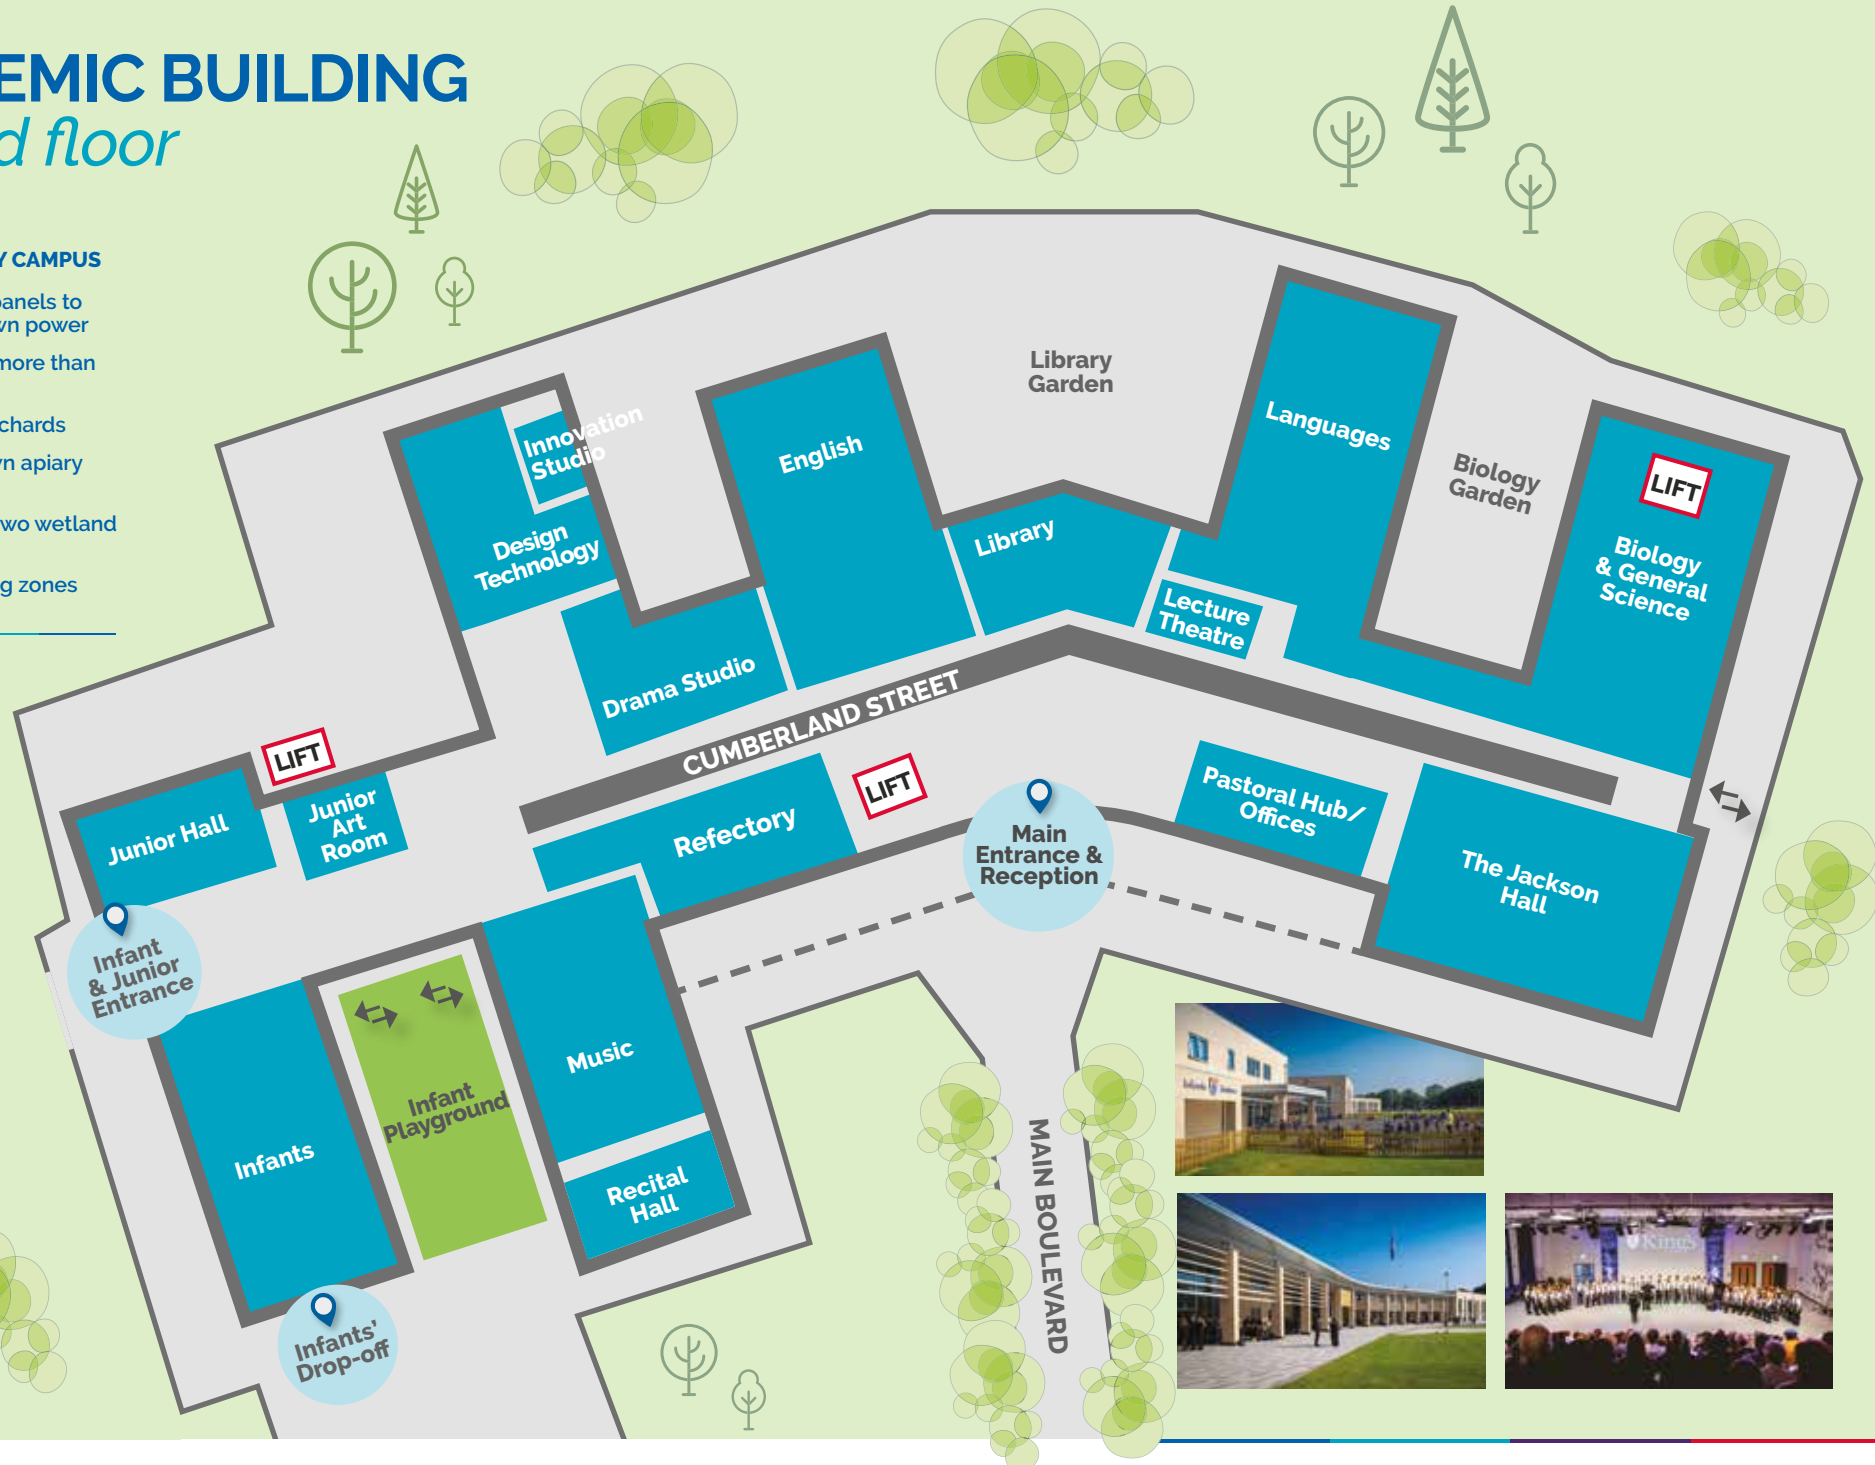 EMIC BUILDING
d floor
Y CAMPUS
panels to
wn power
more than
chards
wn apiary
two wetland
g zones
Innovation
Studio
Design
Technology
English
Library
Garden
Languages
Biology
Garden
LIFT
Biology
& General
Science
Library
Lecture
Theatre
Drama Studio
CUMBERLAND STREET
LIFT
Junior Hall
Junior
Art
Room
Refectory
LIFT
Main
Entrance &
Reception
Pastoral Hub/
Offices
The Jackson
Hall
Infant
& Junior
Entrance
Infant
Playground
Music
Infants
Recital
Hall
Infants'
Drop-off
MAIN BOULEVARD
King's